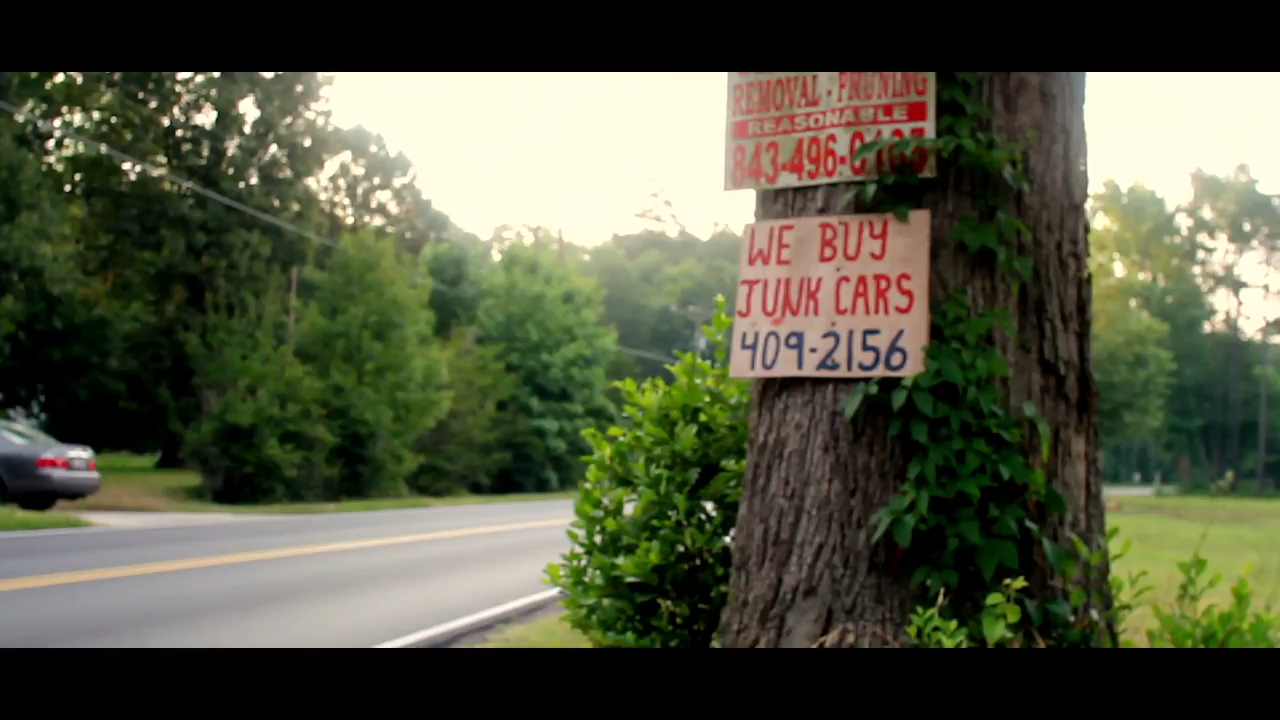 REMOVAL - PRUNING
REASONABLE
843-496-
WE BUY
JUNK CARS
409-2156